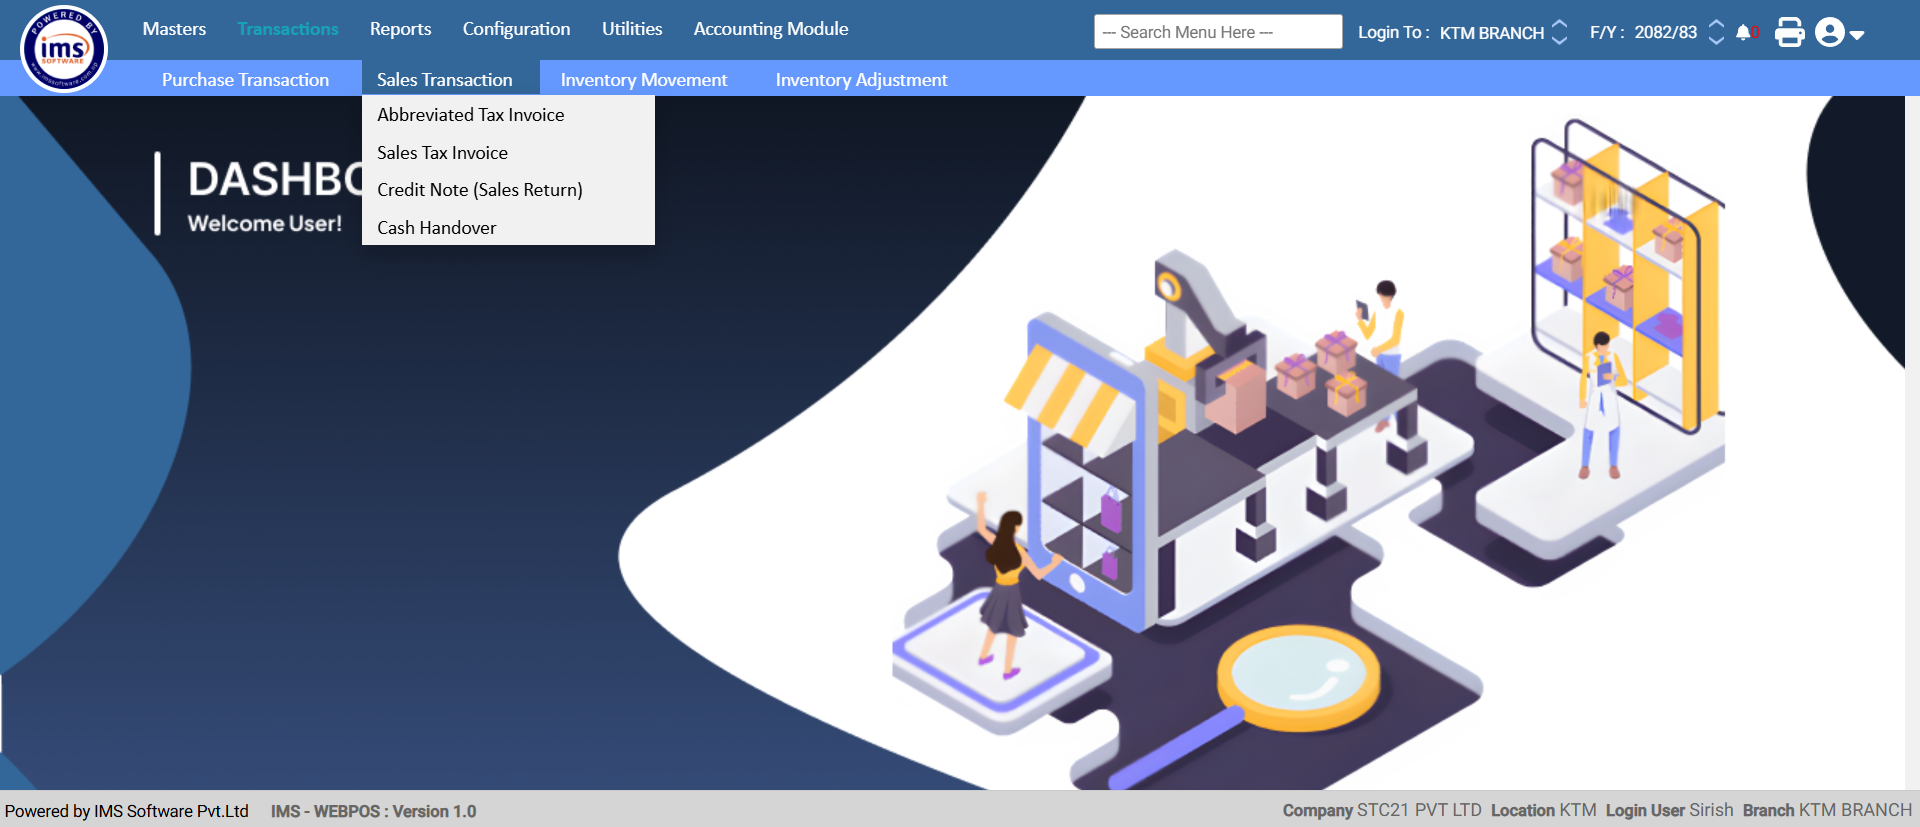 POWERED BY
ims
SOFTWARE
www.imssoftware.com.np
Masters Transactions Reports Configuration Utilities Accounting Module
--- Search Menu Here --- Login To : KTM BRANCH F/Y : 2082/83 0
Purchase Transaction Sales Transaction Inventory Movement Inventory Adjustment
Abbreviated Tax Invoice
Sales Tax Invoice
Credit Note (Sales Return)
Cash Handover
DASHBO
Welcome User!
Powered by IMS Software Pvt.Ltd IMS - WEBPOS : Version 1.0 Company STC21 PVT LTD Location KTM Login User Sirish Branch KTM BRANCH